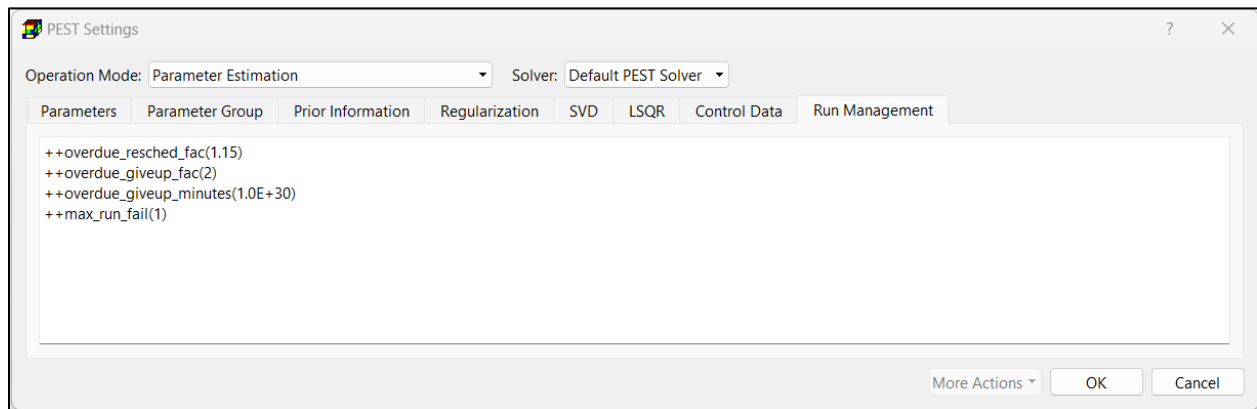 PEST Settings
?
Operation Mode: Parameter Estimation Solver: Default PEST Solver
Parameters Parameter Group Prior Information Regularization SVD LSQR Control Data Run Management
++overdue_resched_fac(1.15)
++overdue_giveup_fac(2)
++overdue_giveup_minutes(1.0E+30)
++max_run_fail(1)
More Actions OK Cancel